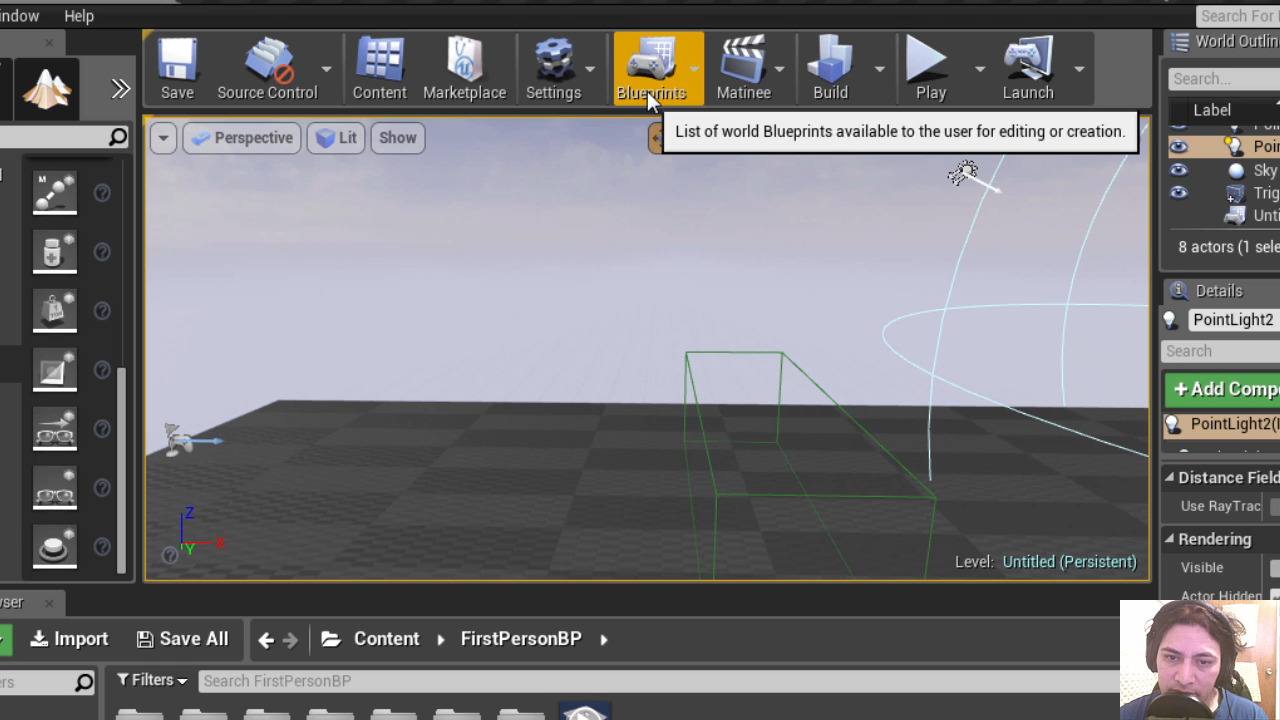 indow Help
Search For E
World Outlin
Save Source Control Content Marketplace Settings Blueprints Matinee Build Play Launch
Search...
List of world Blueprints available to the user for editing or creation.
Label
Perspective Lit Show
Poin
Sky
Trig
Unti
8 actors (1 sele
Details
PointLight2
Search
+ Add Compo
PointLight2(I
Distance Field
Use RayTrac
Rendering
Visible
Actor Hidden
Z
X
Y
Level: Untitled (Persistent)
wser
Import Save All Content FirstPersonBP
ers Filters Search FirstPersonBP